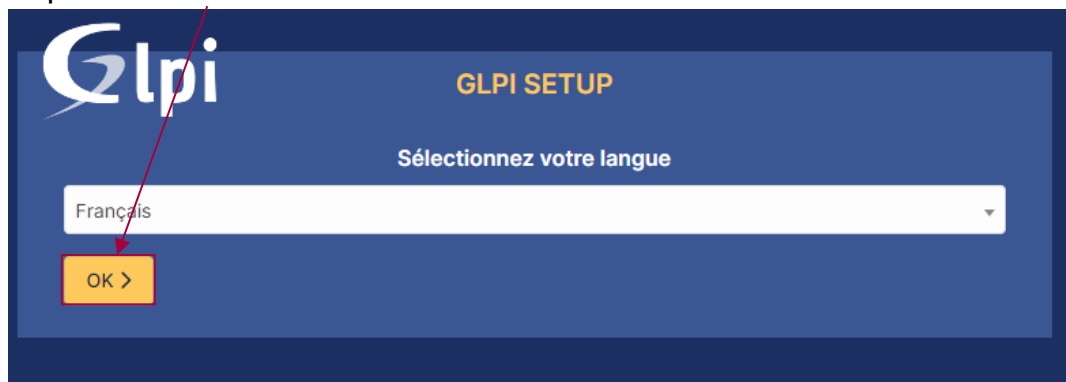 Glpi
GLPI SETUP
Sélectionnez votre langue
Français
OK >